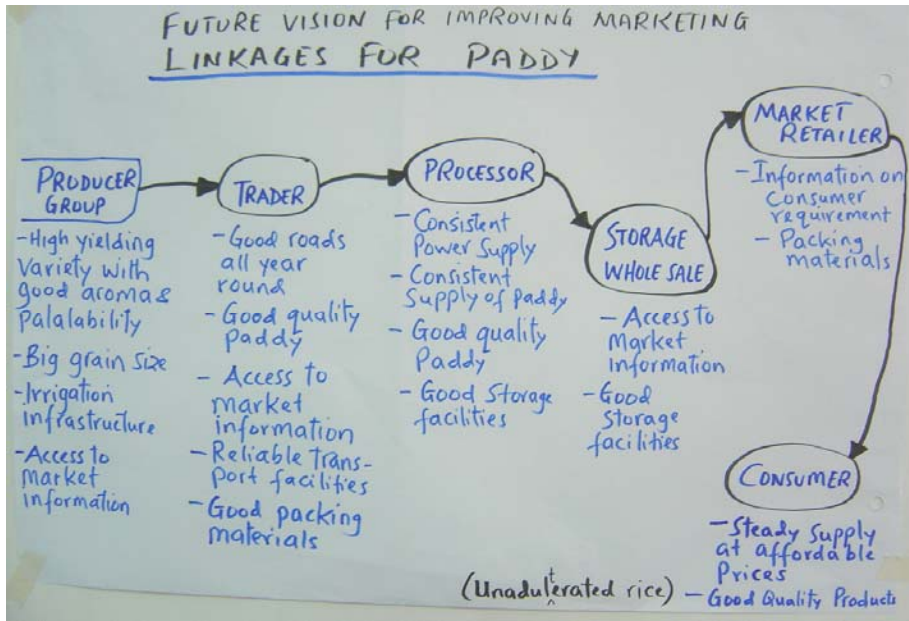 FUTURE VISION FOR IMPROVING MARKETING
LINKAGES FOR PADDY
PRODUCER
GROUP
-High yielding
Variety with
good aroma &
palalability
-Big grain size
-Irrigation
infrastructure
-Access to
market
information
TRADER
-Good roads
all year
round
-Good quality
paddy
- Access to
market
information
-Reliable trans-
port facilities
-Good packing
materials
PROCESSOR
- Consistent
Power Supply
- Consistent
Supply of paddy
- Good quality
Paddy
- Good Storage
facilities
STORAGE
WHOLE SALE
- Access to
Market
Information
- Good
Storage
facilities
MARKET
RETAILER
- Information on
Consumer
requirement
- Packing
materials
CONSUMER
-Steady Supply
at affordable
Prices
- Good Quality Products
(Unadulterated rice)